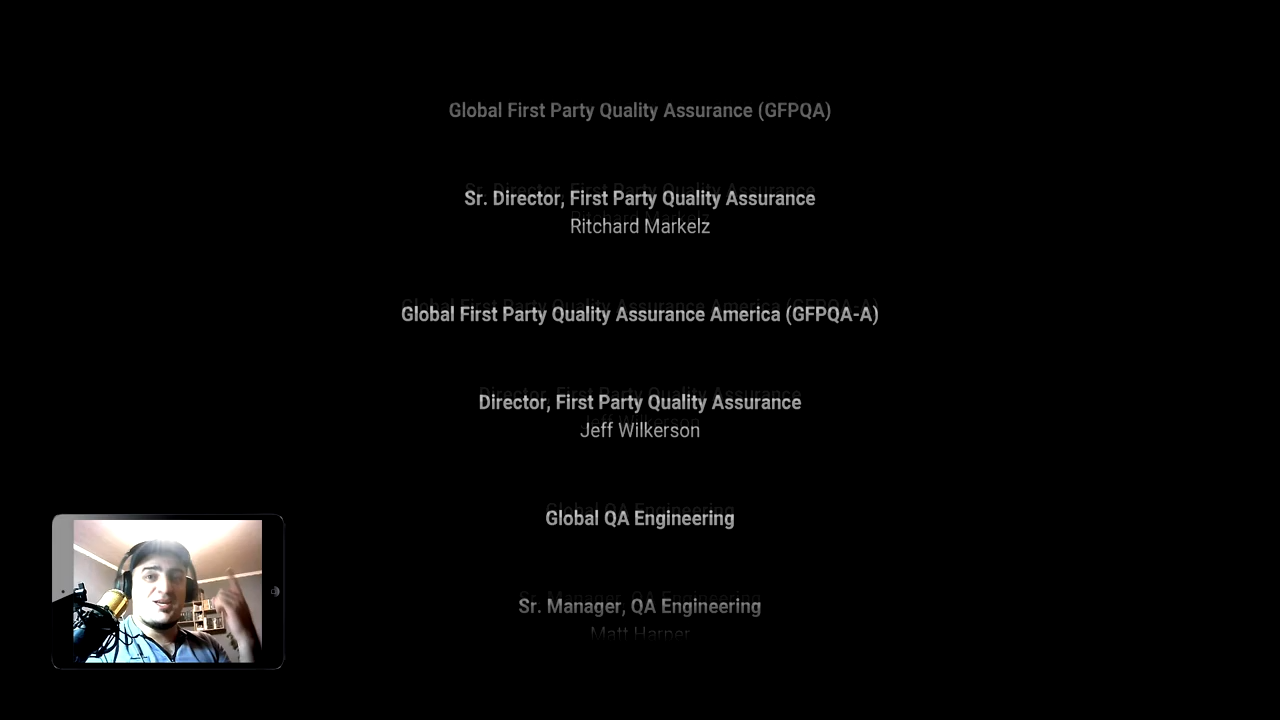 Global First Party Quality Assurance (GFPQA)
Sr. Director, First Party Quality Assurance
Ritchard Markelz
Global First Party Quality Assurance America (GFPQA-A)
Director, First Party Quality Assurance
Jeff Wilkerson
Global QA Engineering
Sr. Manager, QA Engineering
Matt Harper